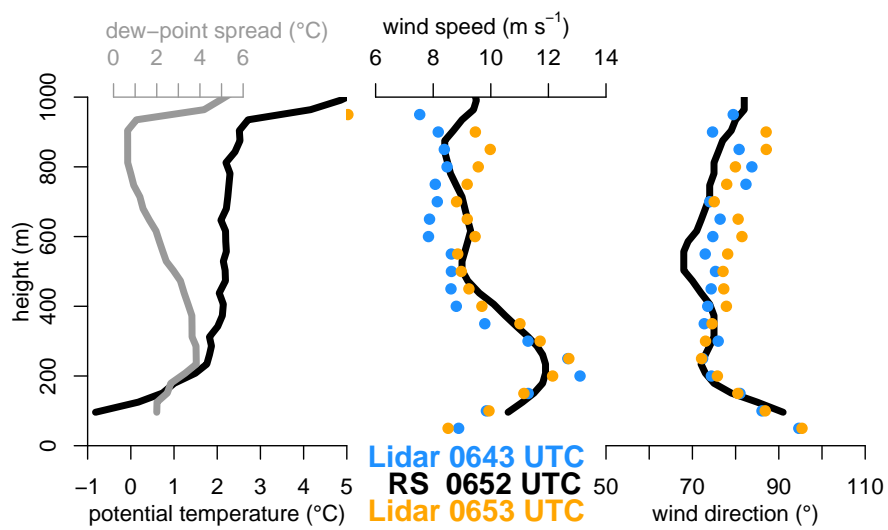 dew−point spread (°C)
0 2 4 6
wind speed (m s⁻¹)
6 8 10 12 14
height (m)
0 200 400 600 800 1000
−1 0 1 2 3 4 5
potential temperature (°C)
Lidar 0643 UTC
RS 0652 UTC
Lidar 0653 UTC
50 60 70 80 90 110
wind direction (°)